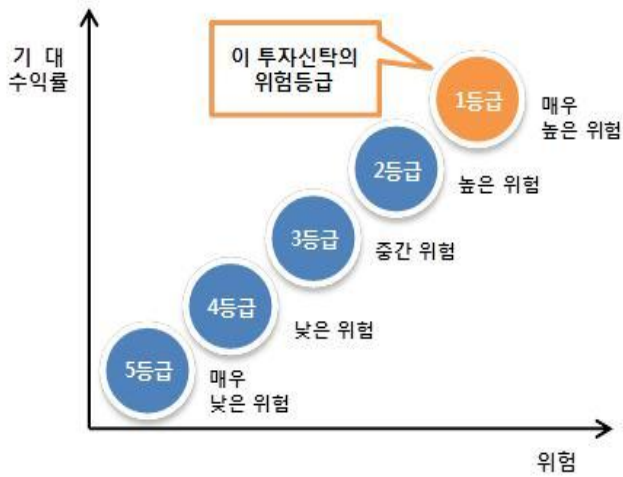 기 대
수익률
이 투자신탁의
위험등급
1등급
매우
높은 위험
2등급
높은 위험
3등급
중간 위험
4등급
낮은 위험
5등급
매우
낮은 위험
위험